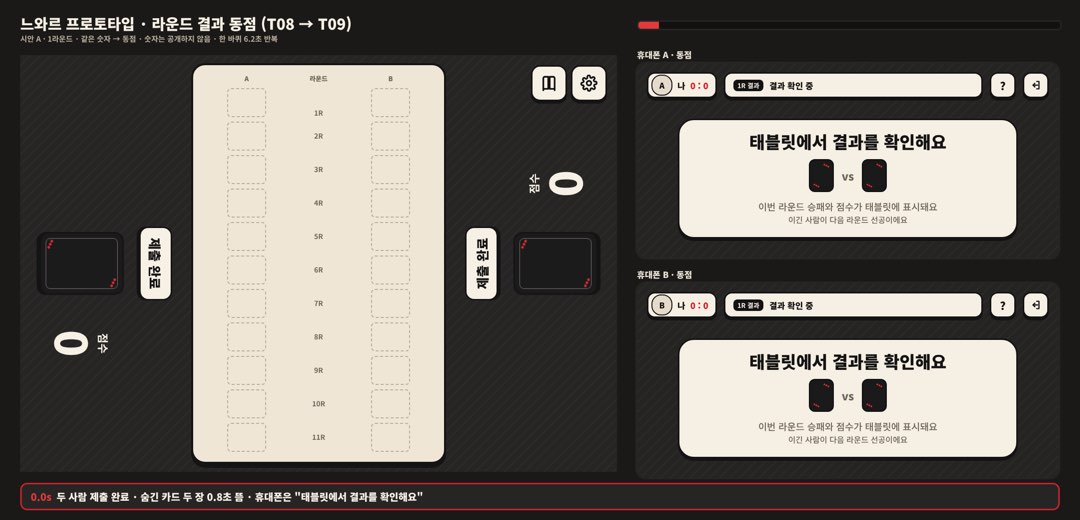 느와르 프로토타입 · 라운드 결과 동점 (T08 → T09)
시안 A · 1라운드 · 같은 숫자 → 동점 · 숫자는 공개하지 않음 · 한 바퀴 6.2초 반복
A 라운드 B
1R
2R
3R
4R
5R
6R
7R
8R
9R
10R
11R
제출 완료
점수
0
제출 완료
점수
0
휴대폰 A · 동점
A 나 0 : 0
1R 결과 결과 확인 중
?
태블릿에서 결과를 확인해요
VS
이번 라운드 승패와 점수가 태블릿에 표시돼요
이긴 사람이 다음 라운드 선공이에요
휴대폰 B · 동점
B 나 0 : 0
1R 결과 결과 확인 중
?
태블릿에서 결과를 확인해요
VS
이번 라운드 승패와 점수가 태블릿에 표시돼요
이긴 사람이 다음 라운드 선공이에요
0.0s 두 사람 제출 완료 · 숨긴 카드 두 장 0.8초 뜸 · 휴대폰은 "태블릿에서 결과를 확인해요"